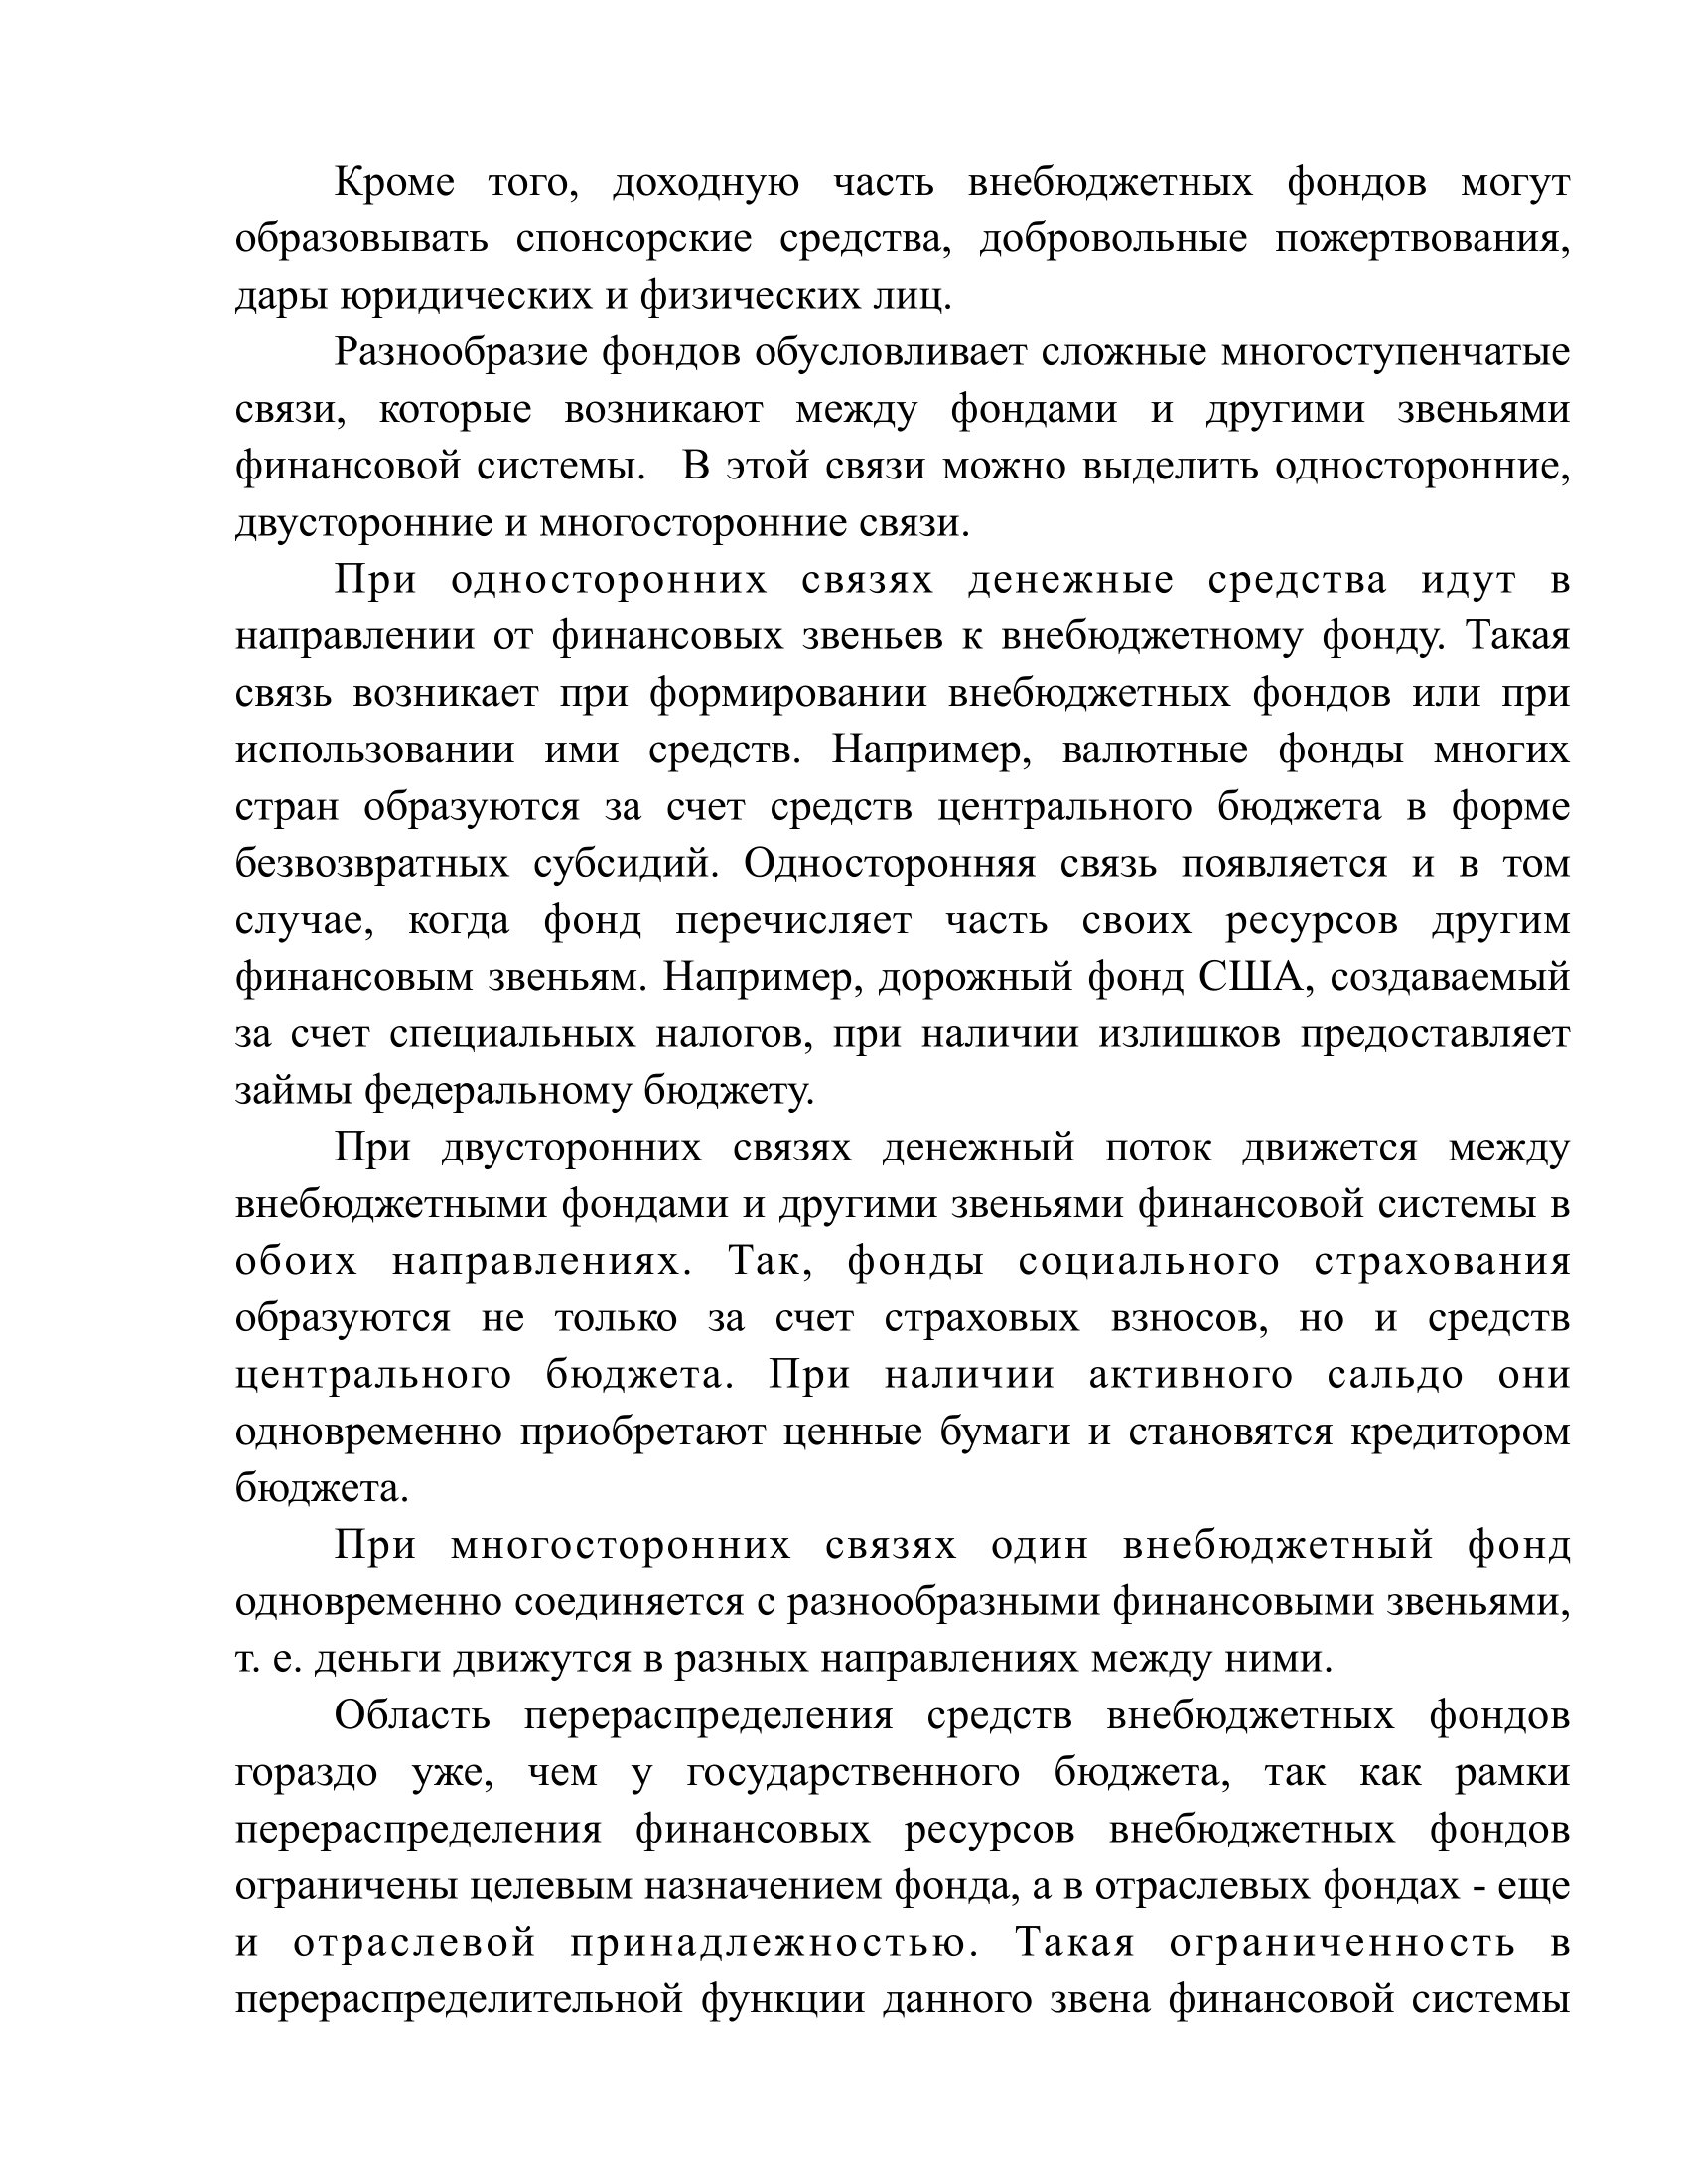 Кроме того, доходную часть внебюджетных фондов могут
образовывать спонсорские средства, добровольные пожертвования,
дары юридических и физических лиц.
Разнообразие фондов обусловливает сложные многоступенчатые
связи, которые возникают между фондами и другими звеньями
финансовой системы.  В этой связи можно выделить односторонние,
двусторонние и многосторонние связи.
При односторонних связях денежные средства идут в
направлении от финансовых звеньев к внебюджетному фонду. Такая
связь возникает при формировании внебюджетных фондов или при
использовании ими средств. Например, валютные фонды многих
стран образуются за счет средств центрального бюджета в форме
безвозвратных субсидий. Односторонняя связь появляется и в том
случае, когда фонд перечисляет часть своих ресурсов другим
финансовым звеньям. Например, дорожный фонд США, создаваемый
за счет специальных налогов, при наличии излишков предоставляет
займы федеральному бюджету.
При двусторонних связях денежный поток движется между
внебюджетными фондами и другими звеньями финансовой системы в
обоих направлениях. Так, фонды социального страхования
образуются не только за счет страховых взносов, но и средств
центрального бюджета. При наличии активного сальдо они
одновременно приобретают ценные бумаги и становятся кредитором
бюджета.
При многосторонних связях один внебюджетный фонд
одновременно соединяется с разнообразными финансовыми звеньями,
т. е. деньги движутся в разных направлениях между ними.
Область перераспределения средств внебюджетных фондов
гораздо уже, чем у государственного бюджета, так как рамки
перераспределения финансовых ресурсов внебюджетных фондов
ограничены целевым назначением фонда, а в отраслевых фондах - еще
и отраслевой принадлежностью. Такая ограниченность в
перераспределительной функции данного звена финансовой системы